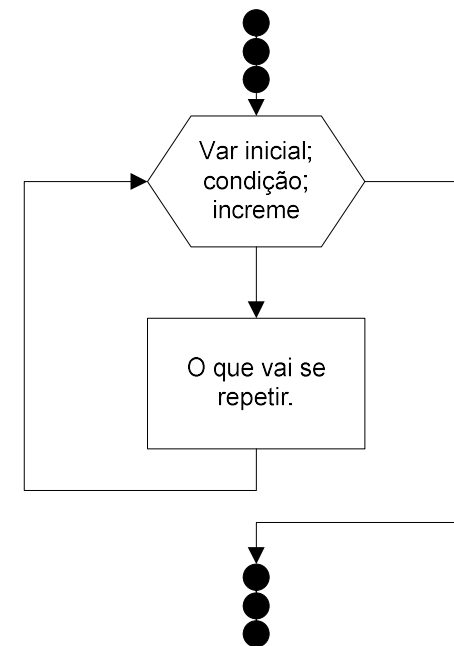 Var inicial;
condição;
increme
O que vai se
repetir.